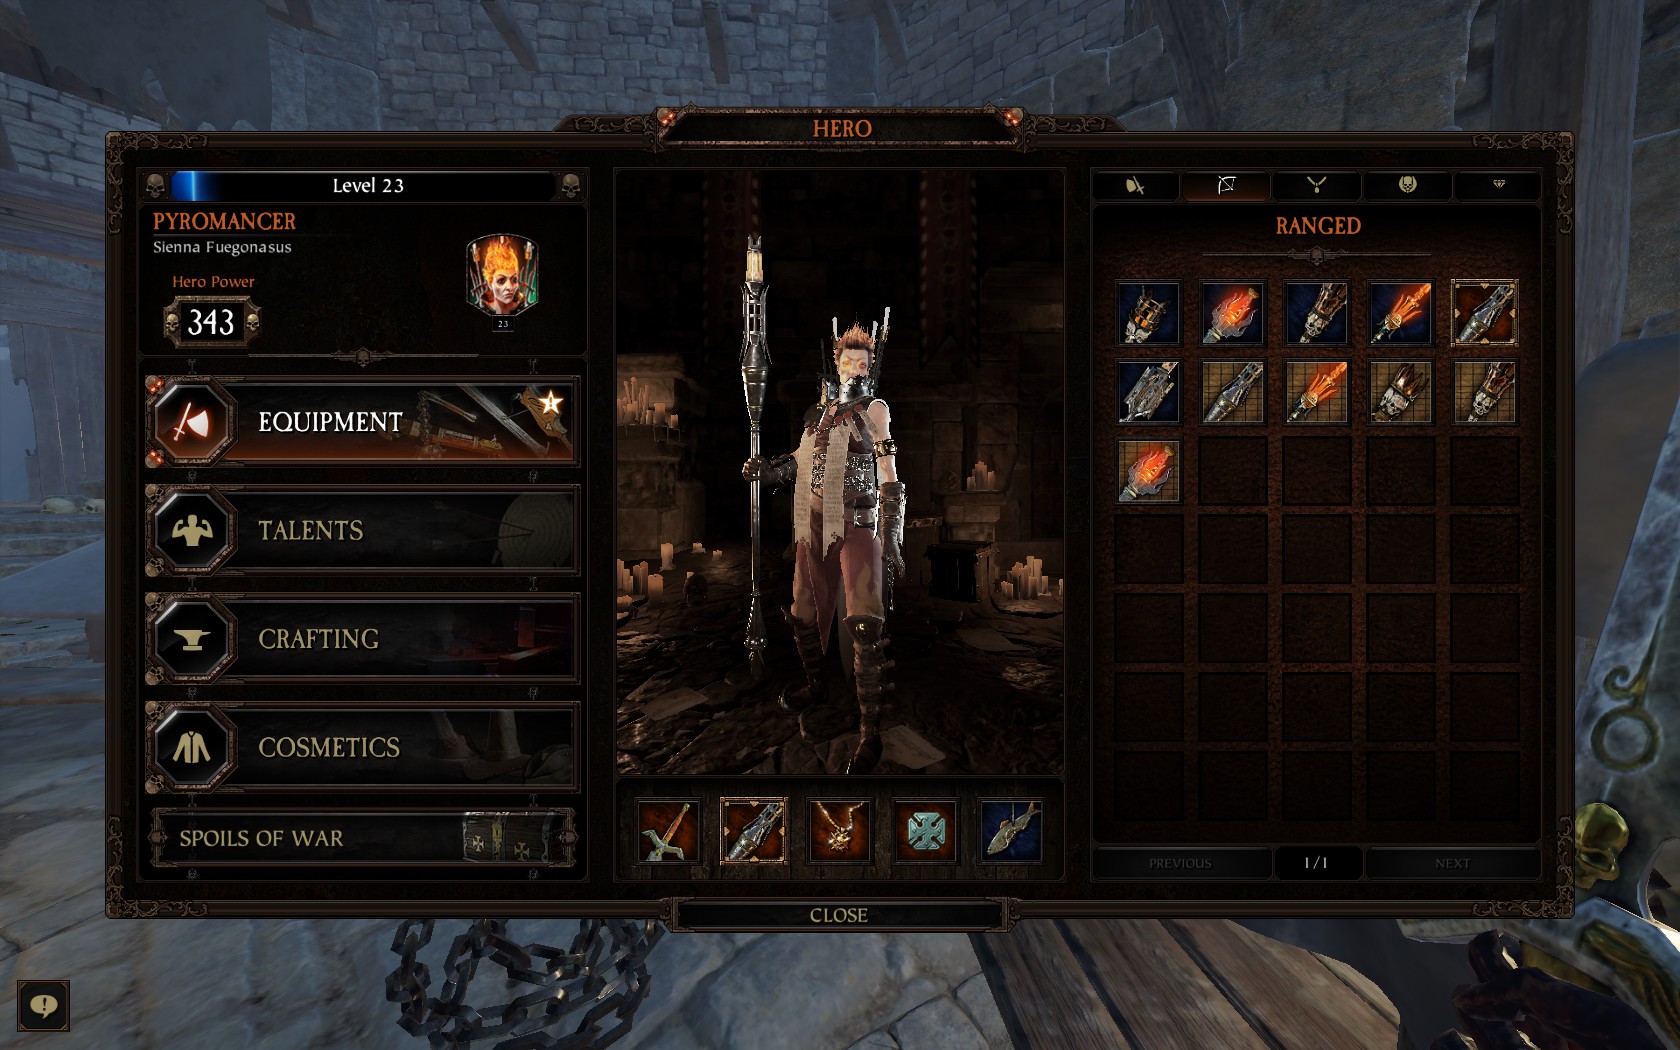 HERO
Level 23
PYROMANCER
Sienna Fuegonasus
Hero Power
343
23
EQUIPMENT
TALENTS
CRAFTING
COSMETICS
SPOILS OF WAR
RANGED
PREVIOUS
1/1
NEXT
CLOSE